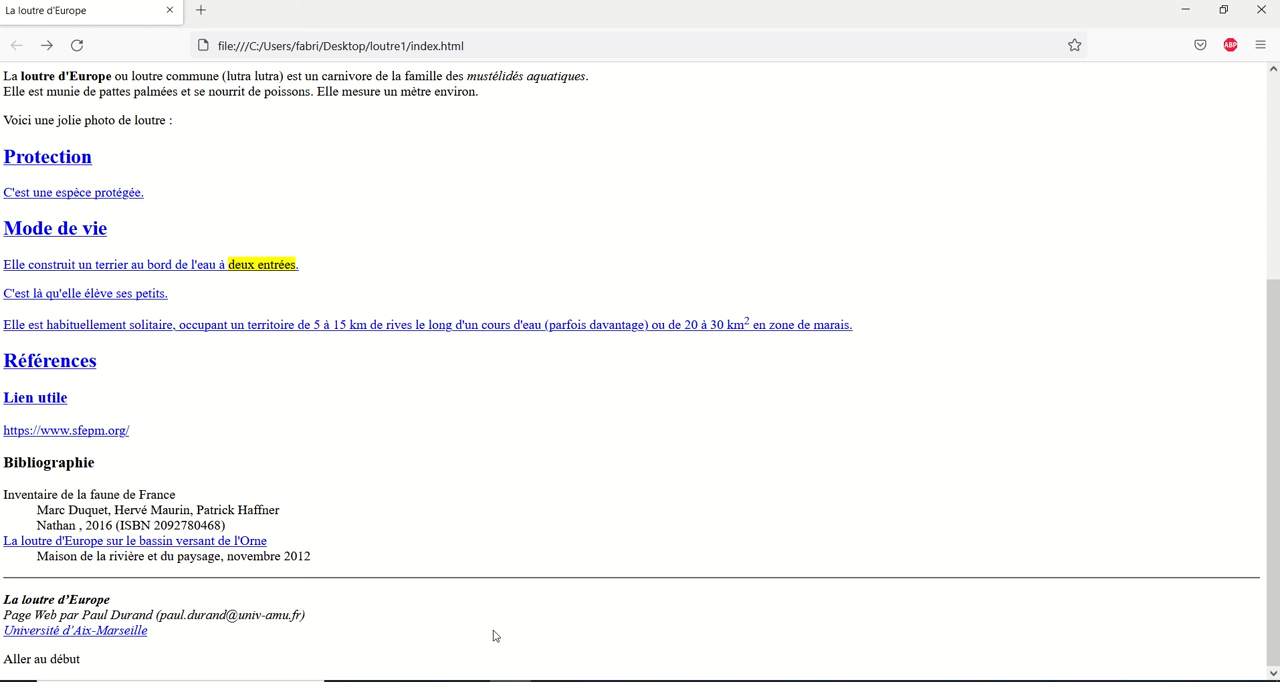 La loutre d'Europe
file:///C:/Users/fabri/Desktop/loutre1/index.html
ABP
La loutre d'Europe ou loutre commune (lutra lutra) est un carnivore de la famille des mustélidés aquatiques.
Elle est munie de pattes palmées et se nourrit de poissons. Elle mesure un mètre environ.
Voici une jolie photo de loutre :
Protection
C'est une espèce protégée.
Mode de vie
Elle construit un terrier au bord de l'eau à deux entrées.
C'est là qu'elle élève ses petits.
Elle est habituellement solitaire, occupant un territoire de 5 à 15 km de rives le long d'un cours d'eau (parfois davantage) ou de 20 à 30 km² en zone de marais.
Références
Lien utile
https://www.sfepm.org/
Bibliographie
Inventaire de la faune de France
Marc Duquet, Hervé Maurin, Patrick Haffner
Nathan , 2016 (ISBN 2092780468)
La loutre d'Europe sur le bassin versant de l'Orne
Maison de la rivière et du paysage, novembre 2012
La loutre d’Europe
Page Web par Paul Durand (paul.durand@univ-amu.fr)
Université d’Aix-Marseille
Aller au début